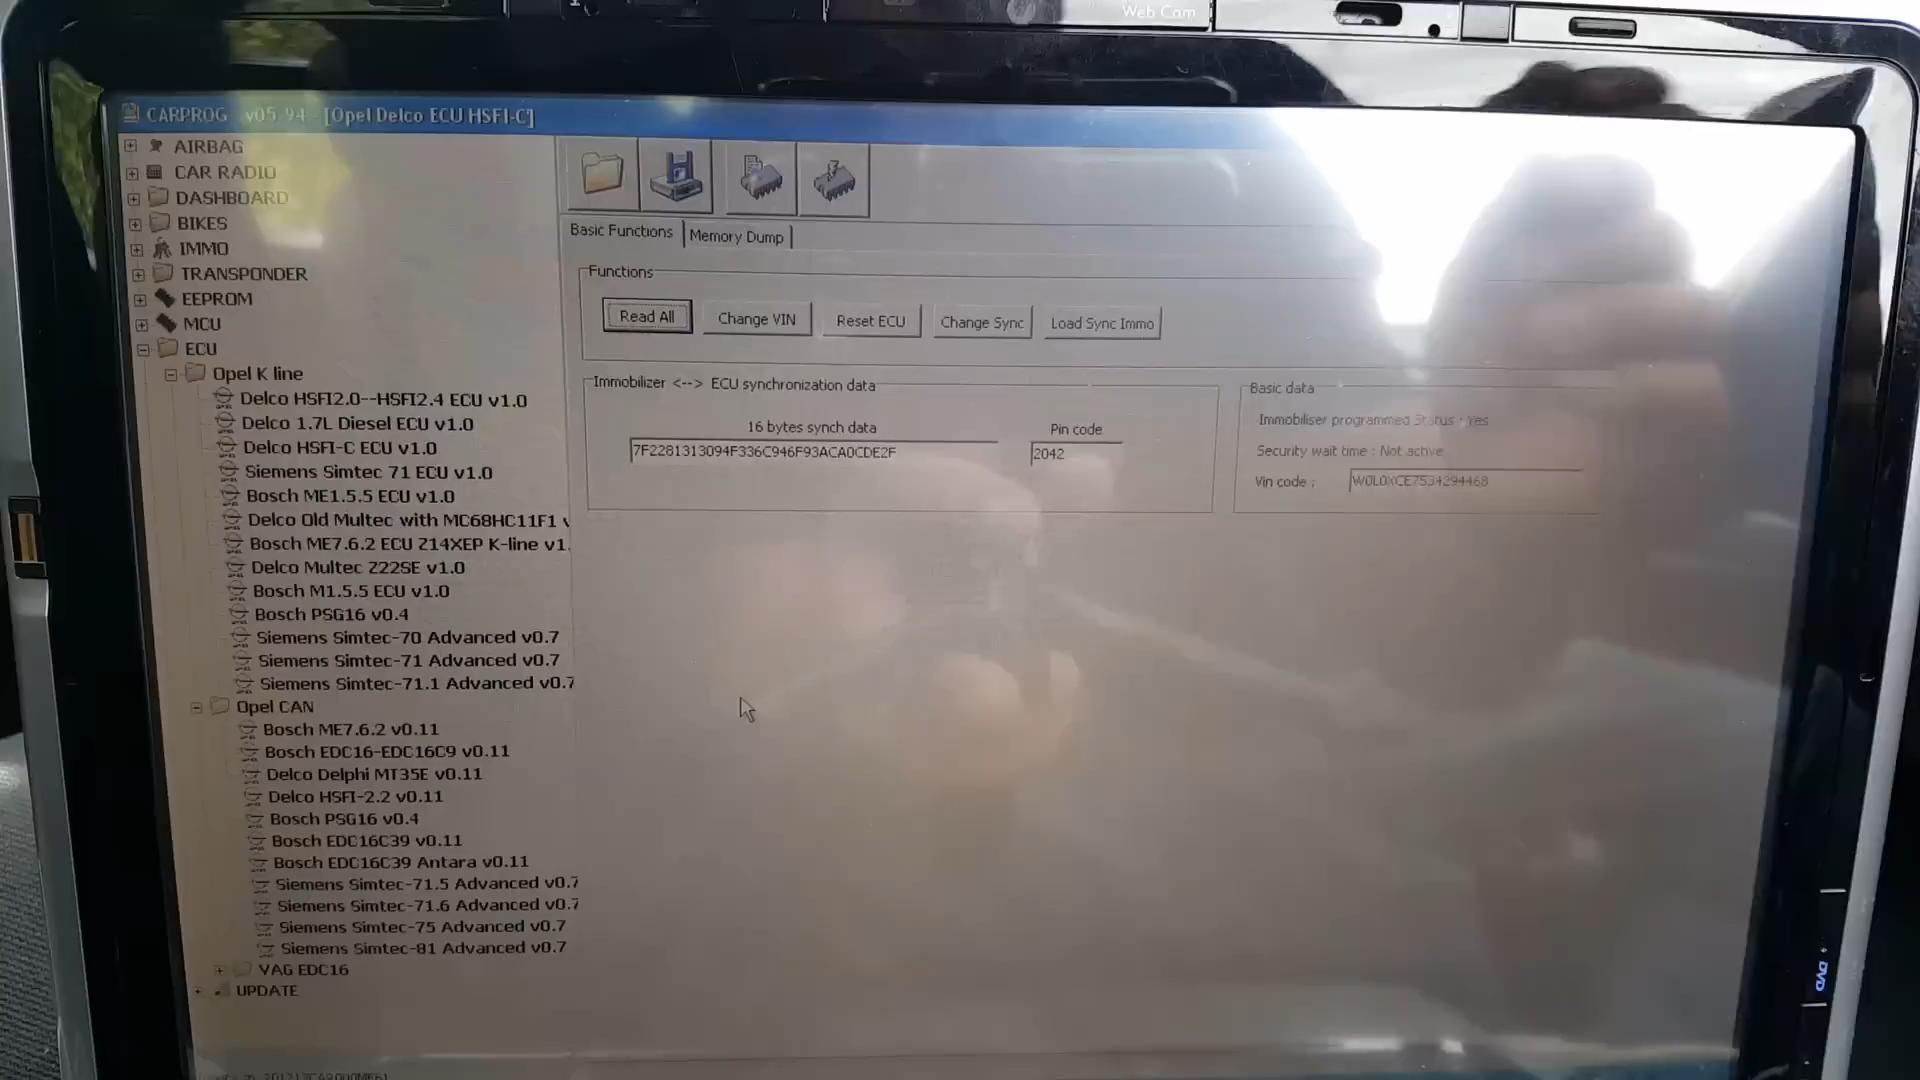 Web Cam
CARPROG v05.94 - [Opel Delco ECU HSFI-C]
AIRBAG
CAR RADIO
DASHBOARD
BIKES
IMMO
TRANSPONDER
EEPROM
MCU
ECU
Opel K line
Delco HSFI2.0--HSFI2.4 ECU v1.0
Delco 1.7L Diesel ECU v1.0
Delco HSFI-C ECU v1.0
Siemens Simtec 71 ECU v1.0
Bosch ME1.5.5 ECU v1.0
Delco Old Multec with MC68HC11F1 v
Bosch ME7.6.2 ECU Z14XEP K-line v1.
Delco Multec Z22SE v1.0
Bosch M1.5.5 ECU v1.0
Bosch PSG16 v0.4
Siemens Simtec-70 Advanced v0.7
Siemens Simtec-71 Advanced v0.7
Siemens Simtec-71.1 Advanced v0.7
Opel CAN
Bosch ME7.6.2 v0.11
Bosch EDC16-EDC16C9 v0.11
Delco Delphi MT35E v0.11
Delco HSFI-2.2 v0.11
Bosch PSG16 v0.4
Bosch EDC16C39 v0.11
Bosch EDC16C39 Antara v0.11
Siemens Simtec-71.5 Advanced v0.7
Siemens Simtec-71.6 Advanced v0.7
Siemens Simtec-75 Advanced v0.7
Siemens Simtec-81 Advanced v0.7
VAG EDC16
UPDATE
Basic Functions Memory Dump
Functions
Read All Change VIN Reset ECU Change Sync Load Sync Immo
Immobilizer <--> ECU synchronization data
16 bytes synch data Pin code
7F2281313094F336C946F93ACA0CDE2F 2042
Basic data
Immobiliser programmed Status : Yes
Security wait time : Not active
Vin code : W0L0XCE7534294468
DVD